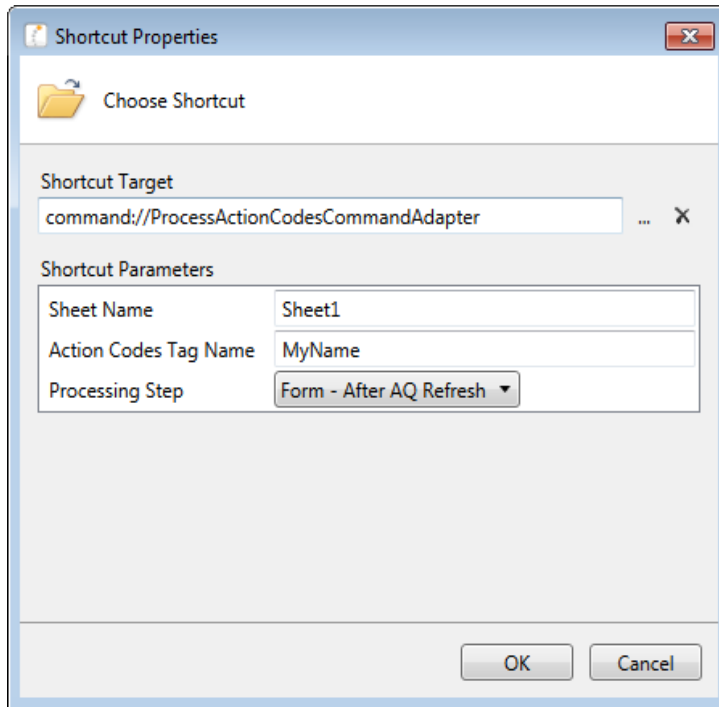 Shortcut Properties
Choose Shortcut
Shortcut Target
command://ProcessActionCodesCommandAdapter ...
Shortcut Parameters
Sheet Name Sheet1
Action Codes Tag Name MyName
Processing Step Form - After AQ Refresh
OK Cancel